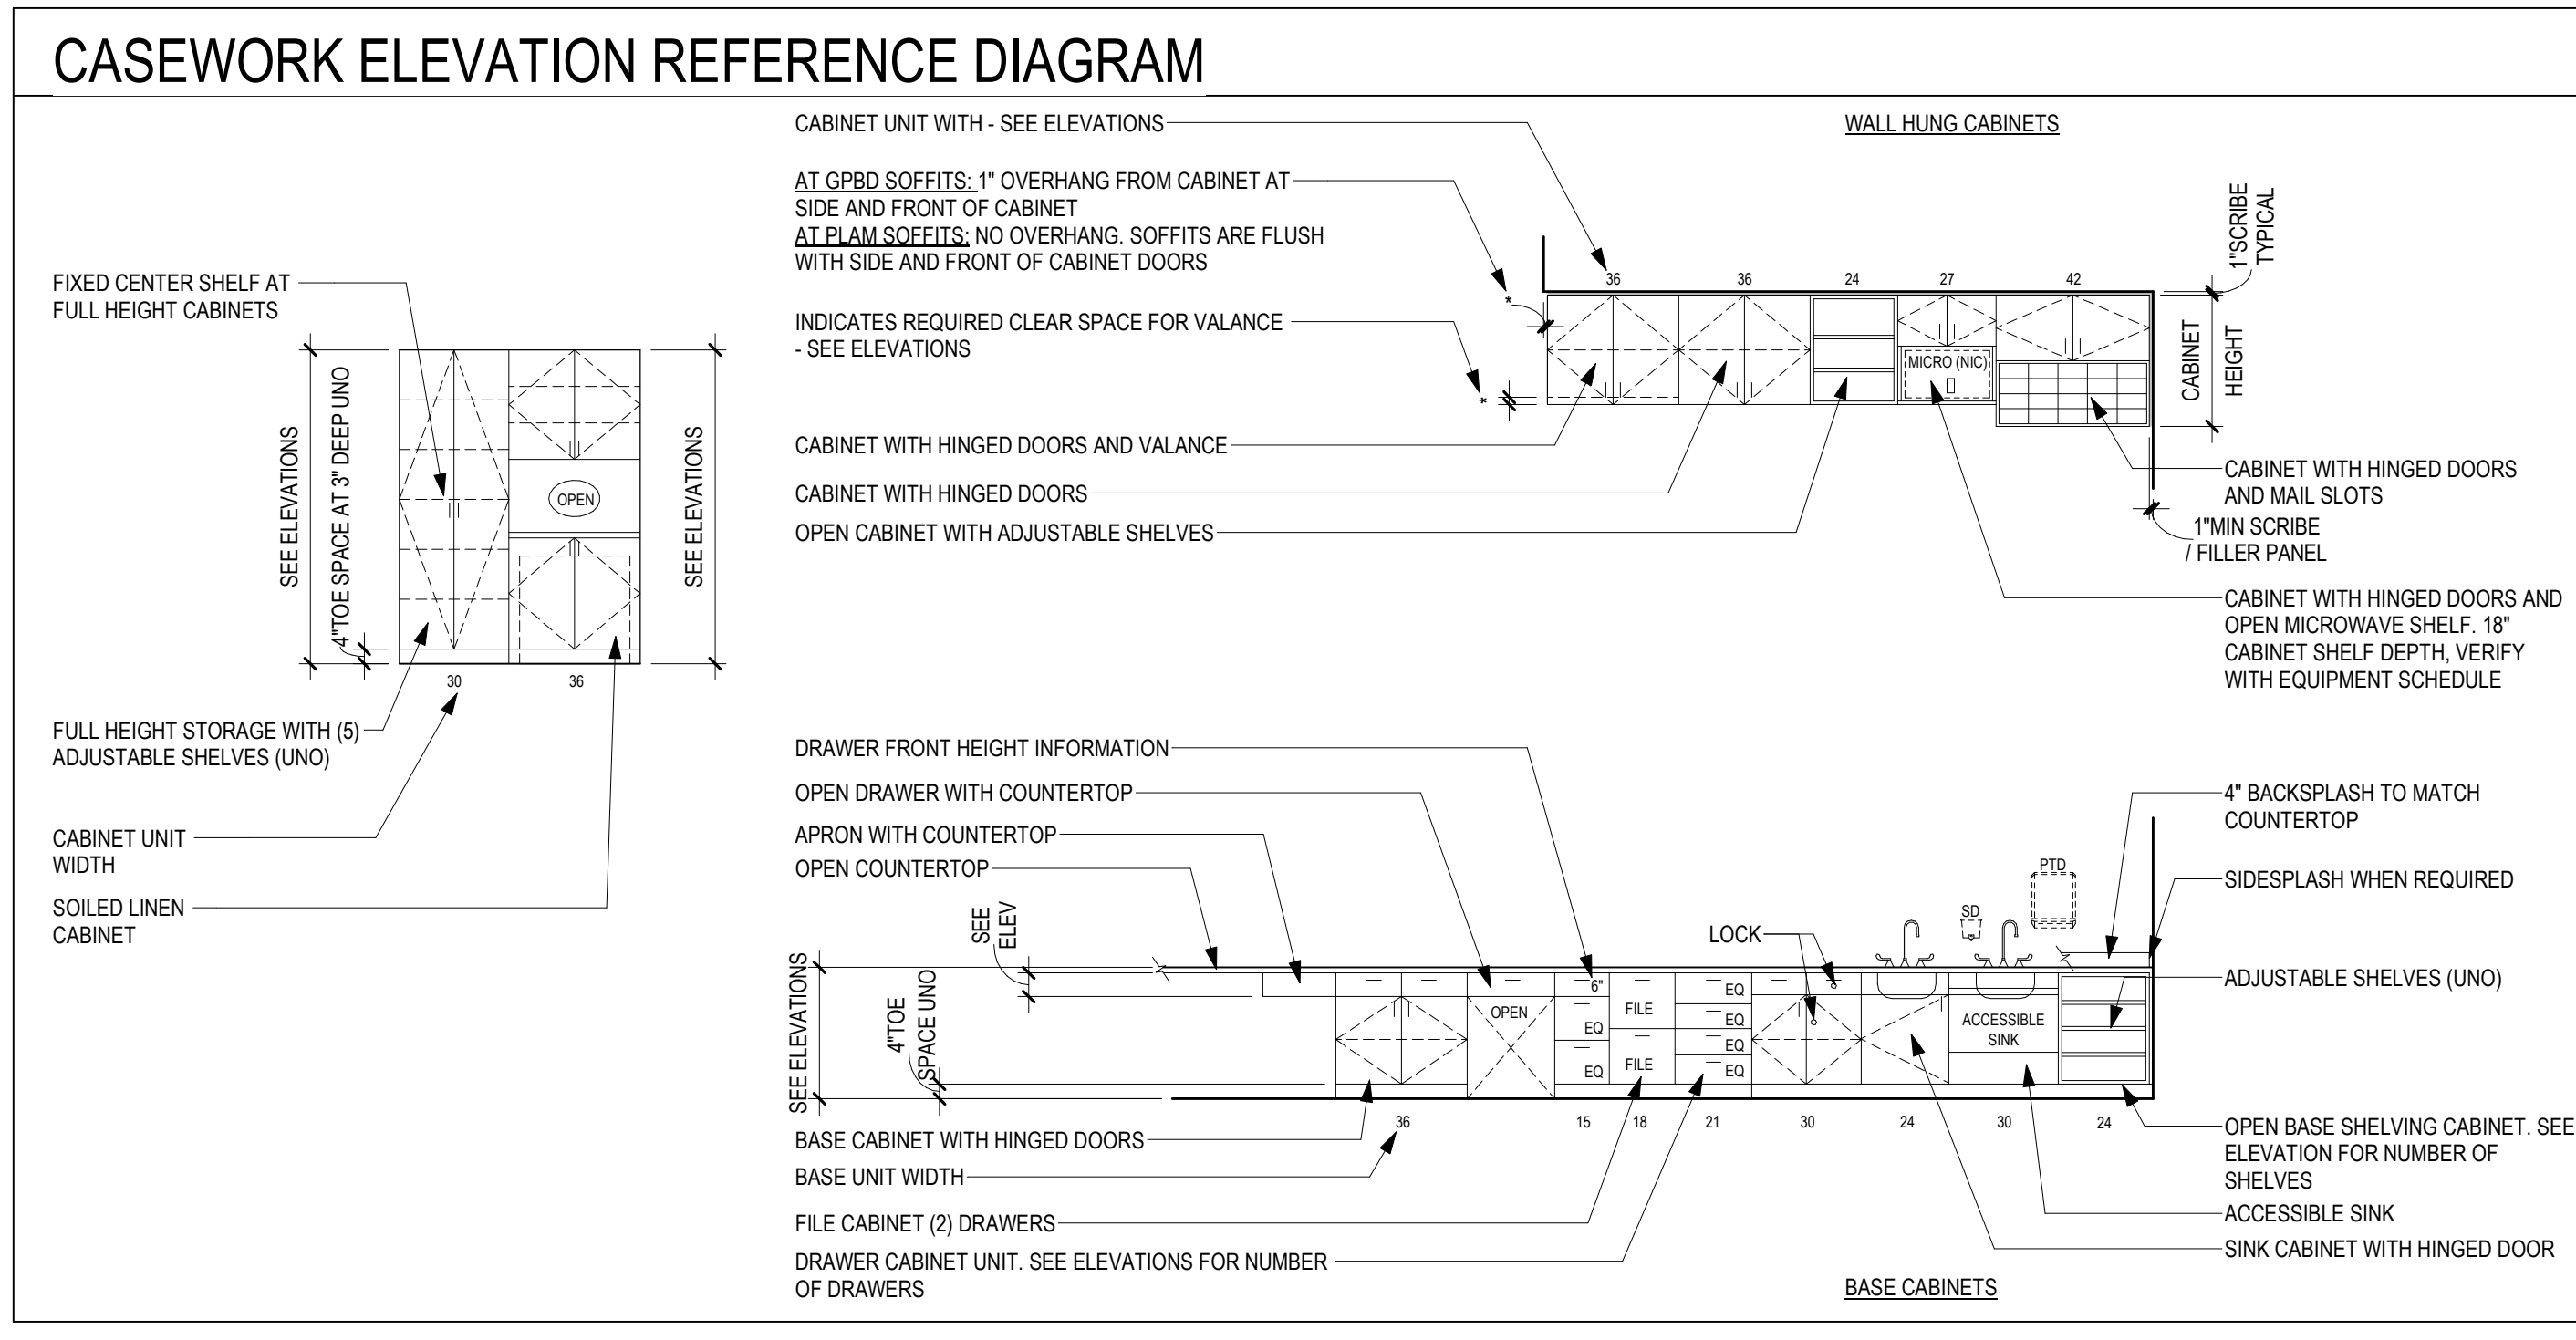 CASEWORK ELEVATION REFERENCE DIAGRAM
FIXED CENTER SHELF AT
FULL HEIGHT CABINETS
SEE ELEVATIONS
4"TOE SPACE AT 3" DEEP UNO
OPEN
SEE ELEVATIONS
30
36
FULL HEIGHT STORAGE WITH (5)
ADJUSTABLE SHELVES (UNO)
CABINET UNIT
WIDTH
SOILED LINEN
CABINET
CABINET UNIT WITH - SEE ELEVATIONS
WALL HUNG CABINETS
AT GPBD SOFFITS: 1" OVERHANG FROM CABINET AT
SIDE AND FRONT OF CABINET
AT PLAM SOFFITS: NO OVERHANG. SOFFITS ARE FLUSH
WITH SIDE AND FRONT OF CABINET DOORS
INDICATES REQUIRED CLEAR SPACE FOR VALANCE
- SEE ELEVATIONS
CABINET WITH HINGED DOORS AND VALANCE
CABINET WITH HINGED DOORS
OPEN CABINET WITH ADJUSTABLE SHELVES
*
*
36
36
24
27
42
MICRO (NIC)
1"SCRIBE
TYPICAL
CABINET
HEIGHT
CABINET WITH HINGED DOORS
AND MAIL SLOTS
1"MIN SCRIBE
/ FILLER PANEL
CABINET WITH HINGED DOORS AND
OPEN MICROWAVE SHELF. 18"
CABINET SHELF DEPTH, VERIFY
WITH EQUIPMENT SCHEDULE
DRAWER FRONT HEIGHT INFORMATION
OPEN DRAWER WITH COUNTERTOP
APRON WITH COUNTERTOP
OPEN COUNTERTOP
SEE
ELEV
SEE ELEVATIONS
4"TOE
SPACE UNO
LOCK
SD
PTD
OPEN
6"
EQ
EQ
FILE
FILE
EQ
EQ
EQ
EQ
ACCESSIBLE
SINK
36
15
18
21
30
24
30
24
4" BACKSPLASH TO MATCH
COUNTERTOP
SIDESPLASH WHEN REQUIRED
ADJUSTABLE SHELVES (UNO)
OPEN BASE SHELVING CABINET. SEE
ELEVATION FOR NUMBER OF
SHELVES
ACCESSIBLE SINK
SINK CABINET WITH HINGED DOOR
BASE CABINET WITH HINGED DOORS
BASE UNIT WIDTH
FILE CABINET (2) DRAWERS
DRAWER CABINET UNIT. SEE ELEVATIONS FOR NUMBER
OF DRAWERS
BASE CABINETS